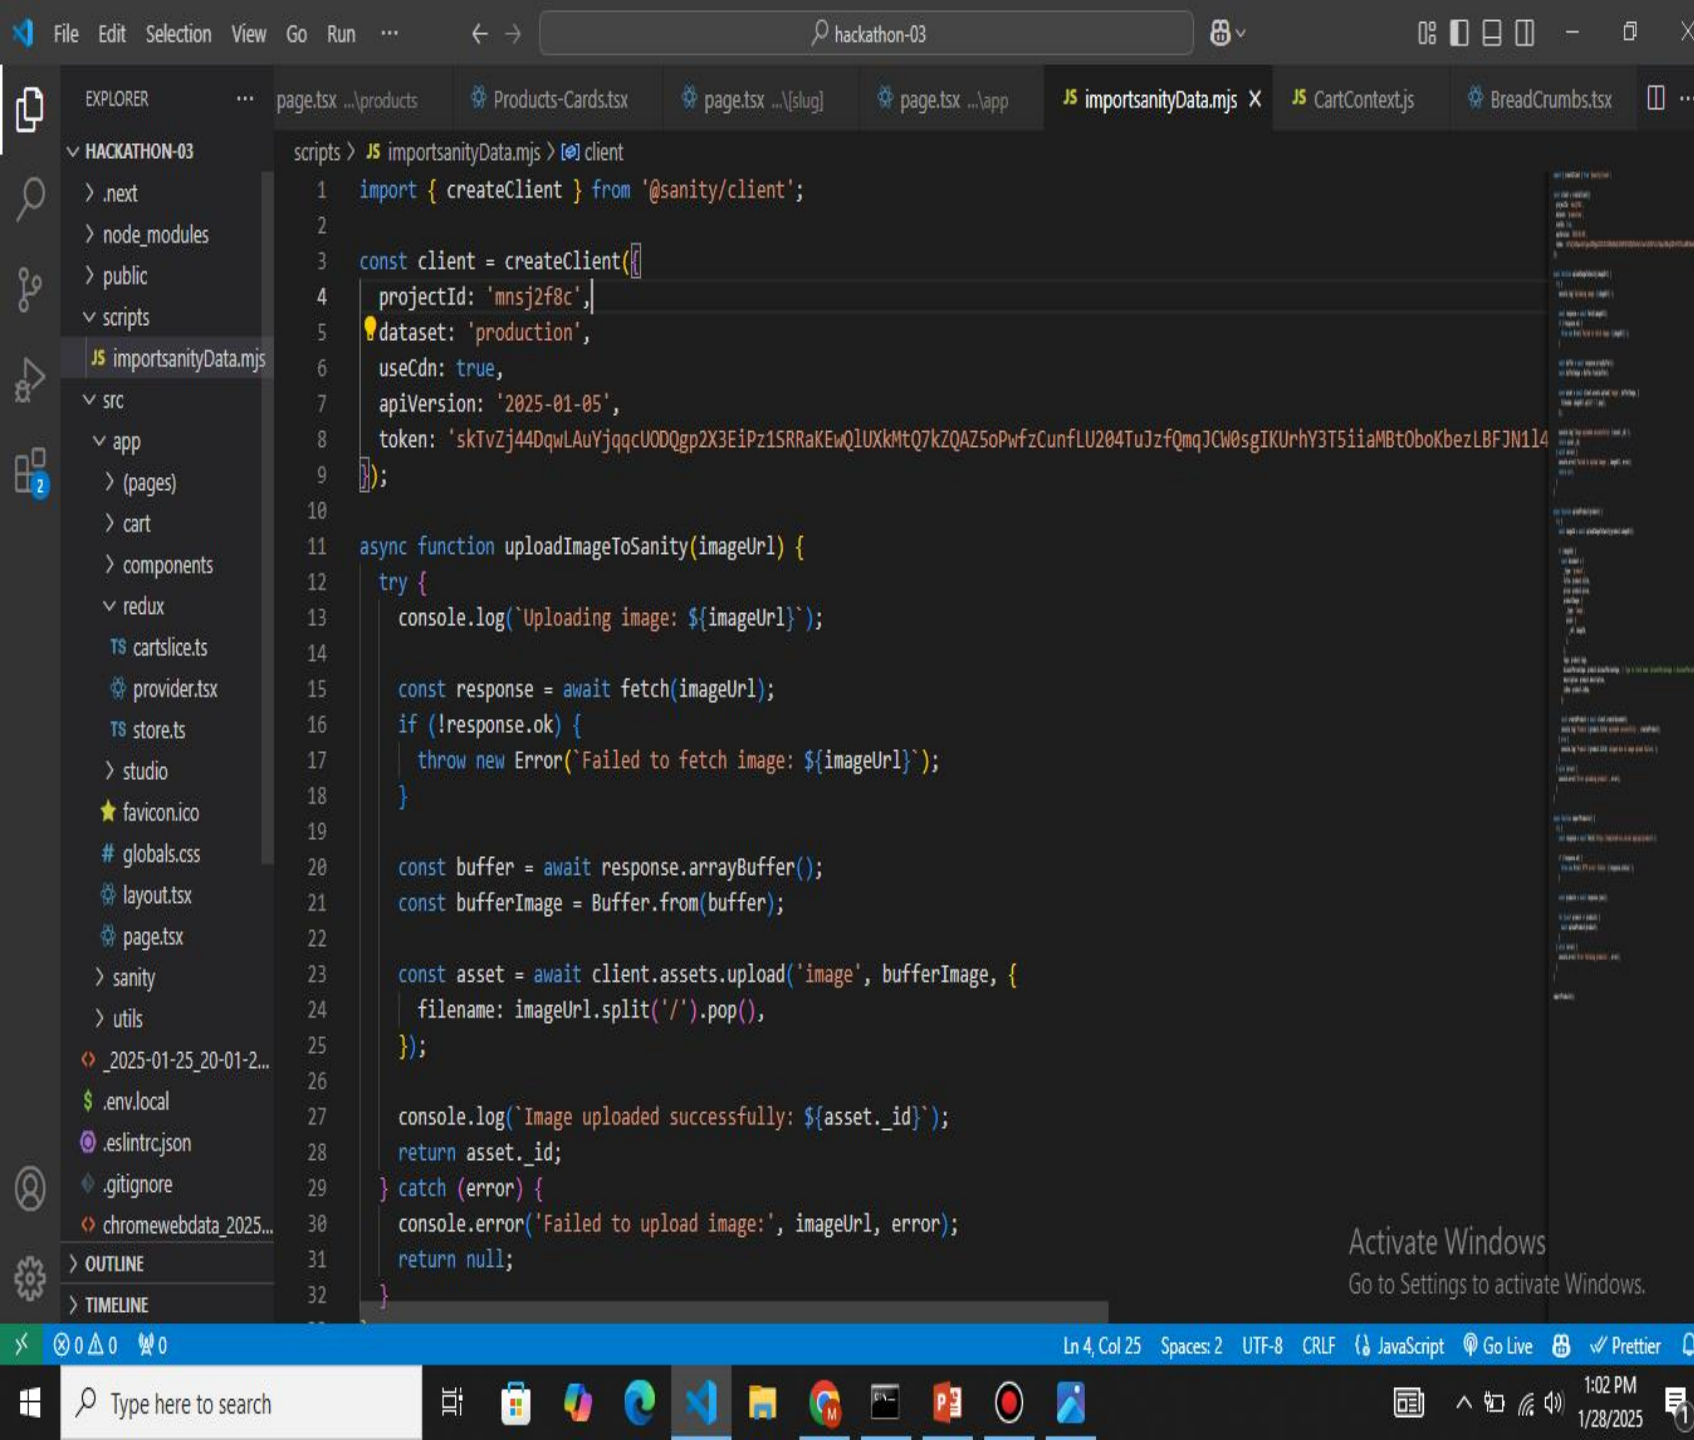 File Edit Selection View Go Run ··· hackathon-03
EXPLORER ···
page.tsx ...\products Products-Cards.tsx page.tsx ...\[slug] page.tsx ...\app JS importsanityData.mjs JS CartContext.js BreadCrumbs.tsx ···
HACKATHON-03
.next
node_modules
public
scripts
JS importsanityData.mjs
src
app
(pages)
cart
components
redux
TS cartslice.ts
provider.tsx
TS store.ts
studio
favicon.ico
# globals.css
layout.tsx
page.tsx
sanity
utils
_2025-01-25_20-01-2...
$ .env.local
.eslintrc.json
.gitignore
chromewebdata_2025...
OUTLINE
TIMELINE
scripts > JS importsanityData.mjs > client
1 import { createClient } from '@sanity/client';
2
3 const client = createClient({
4 projectId: 'mnsj2f8c',
5 dataset: 'production',
6 useCdn: true,
7 apiVersion: '2025-01-05',
8 token:
9 });
10
11 async function uploadImageToSanity(imageUrl) {
12 try {
13 console.log(`Uploading image: ${imageUrl}`);
14
15 const response = await fetch(imageUrl);
16 if (!response.ok) {
17 throw new Error(`Failed to fetch image: ${imageUrl}`);
18 }
19
20 const buffer = await response.arrayBuffer();
21 const bufferImage = Buffer.from(buffer);
22
23 const asset = await client.assets.upload('image', bufferImage, {
24 filename: imageUrl.split('/').pop(),
25 });
26
27 console.log(`Image uploaded successfully: ${asset._id}`);
28 return asset._id;
29 } catch (error) {
30 console.error('Failed to upload image:', imageUrl, error);
31 return null;
32 }
Activate Windows
Go to Settings to activate Windows.
2
0 0 0 Ln 4, Col 25 Spaces: 2 UTF-8 CRLF JavaScript Go Live Prettier
Type here to search
1:02 PM
1/28/2025
1